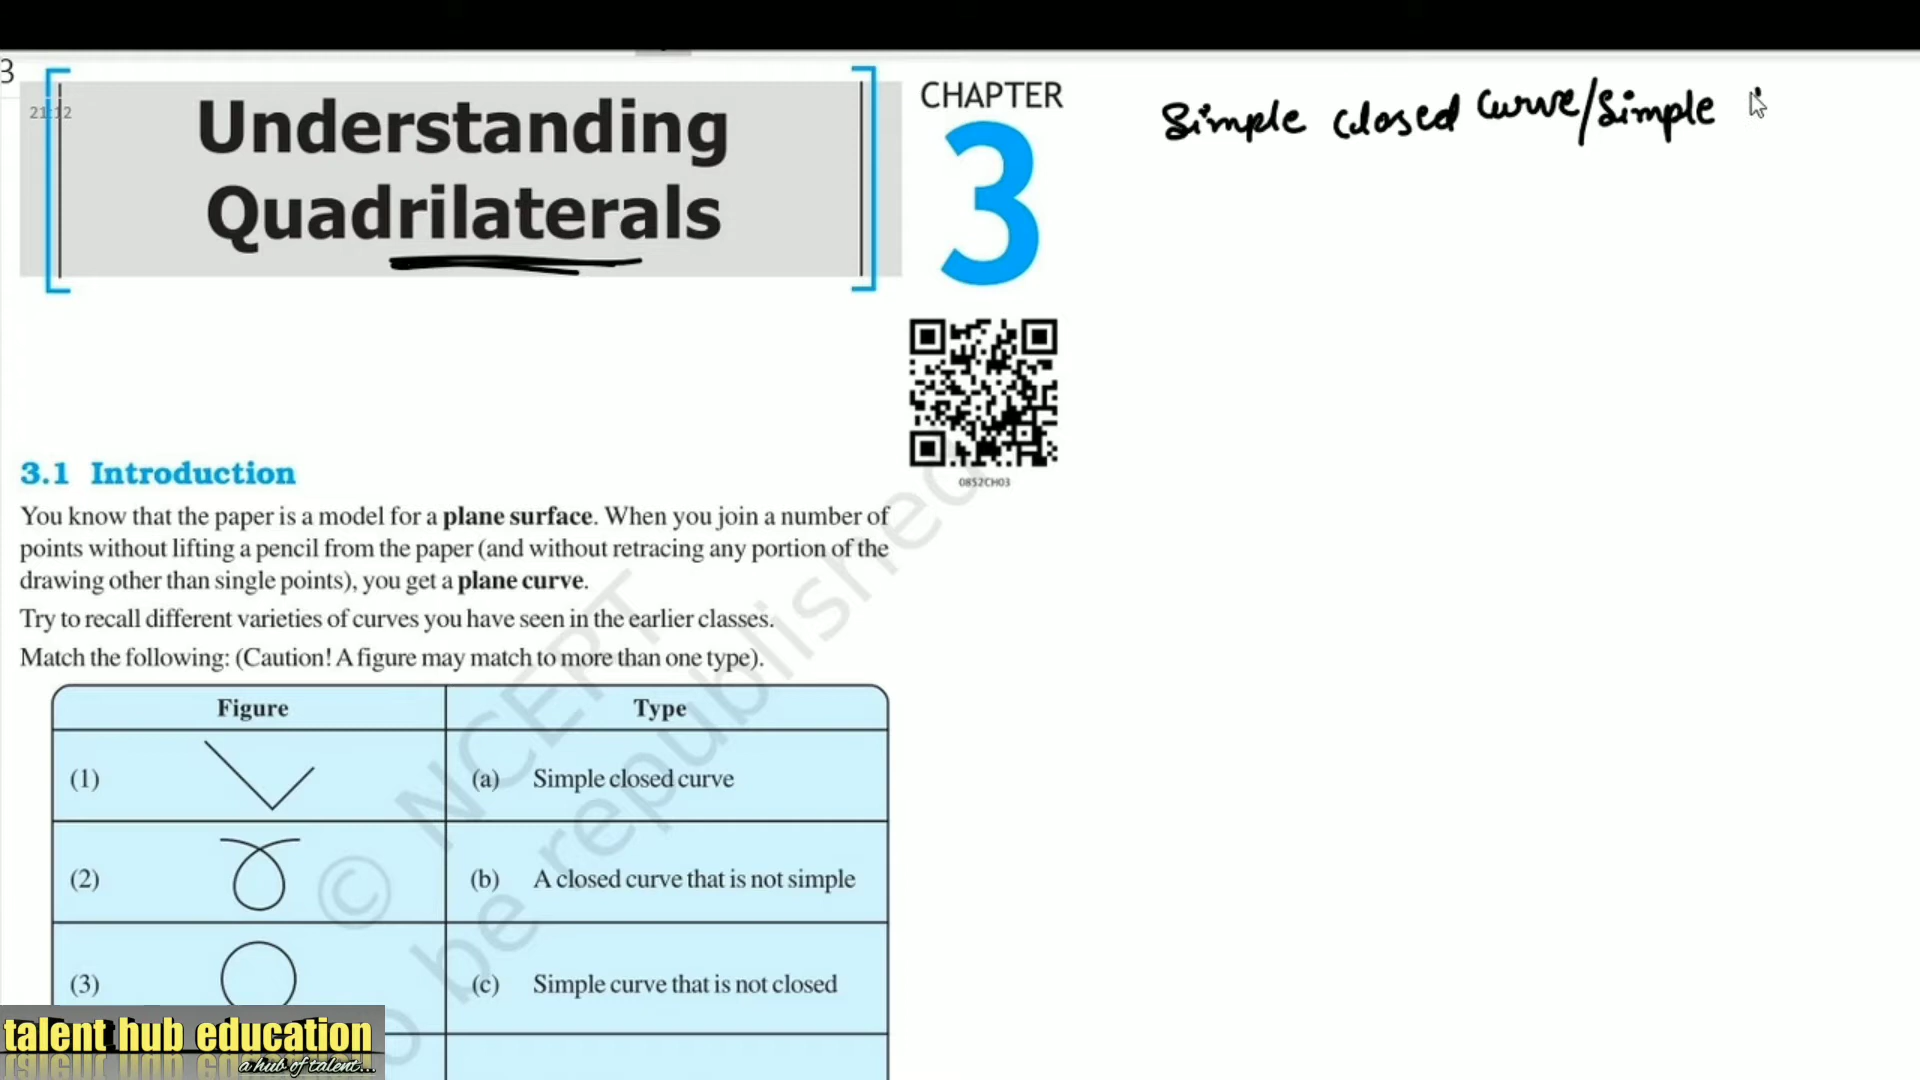 3
21:12
Understanding
Quadrilaterals
CHAPTER
3
Simple closed curve/simple
0852CH03
3.1 Introduction
You know that the paper is a model for a plane surface. When you join a number of
points without lifting a pencil from the paper (and without retracing any portion of the
drawing other than single points), you get a plane curve.
Try to recall different varieties of curves you have seen in the earlier classes.
Match the following: (Caution! A figure may match to more than one type).
Figure Type
(1) (a) Simple closed curve
(2) (b) A closed curve that is not simple
(3) (c) Simple curve that is not closed
© NCERT
o be republished
talent hub education
a hub of talent...